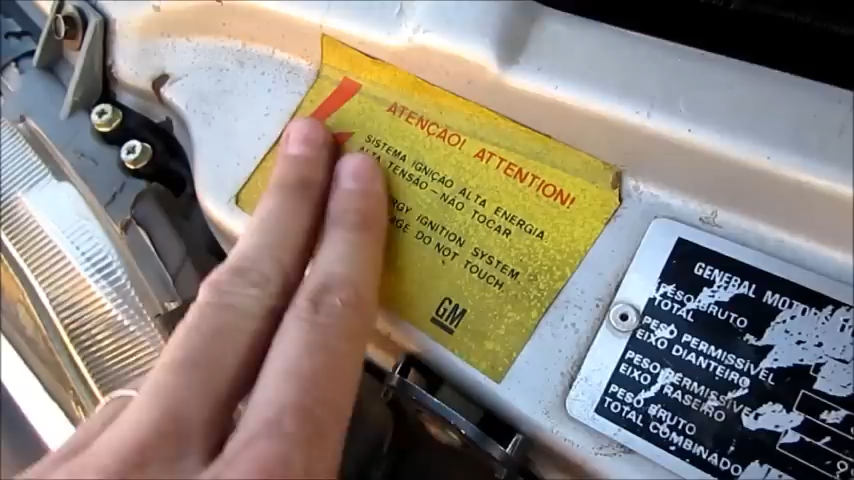 ATENÇÃO! ATTENTION!
SISTEMA IGNIÇÃO ALTA ENERGIA
ALTA TENSÃO-NÃO TOCAR
IGNITION SYSTEM
DO NOT TOUCH
GM
GENERAL MOTORS
PESO BRUTO
TOTAL
PESO PERMISSIVEL
EIXO DIANTEIRO
PESO PERMISSIVEL
EIXO TRASEIRO
PESO BRUTO
TOTAL COMBINADO